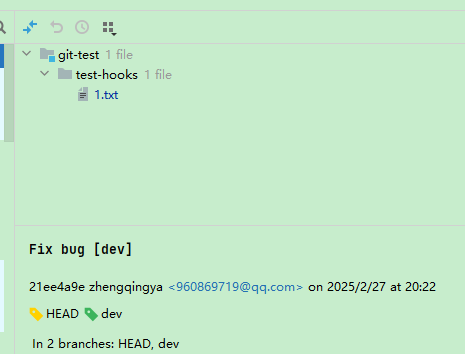 git-test 1 file
test-hooks 1 file
1.txt
Fix bug [dev]
21ee4a9e zhengqingya <960869719@qq.com> on 2025/2/27 at 20:22
HEAD dev
In 2 branches: HEAD, dev